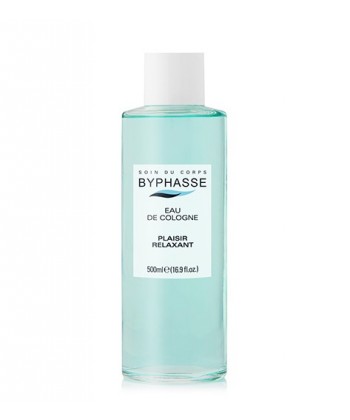 SOIN DU CORPS
BYPHASSE
EAU
DE COLOGNE
PLAISIR
RELAXANT
500ml℮(16.9 fl.oz.)